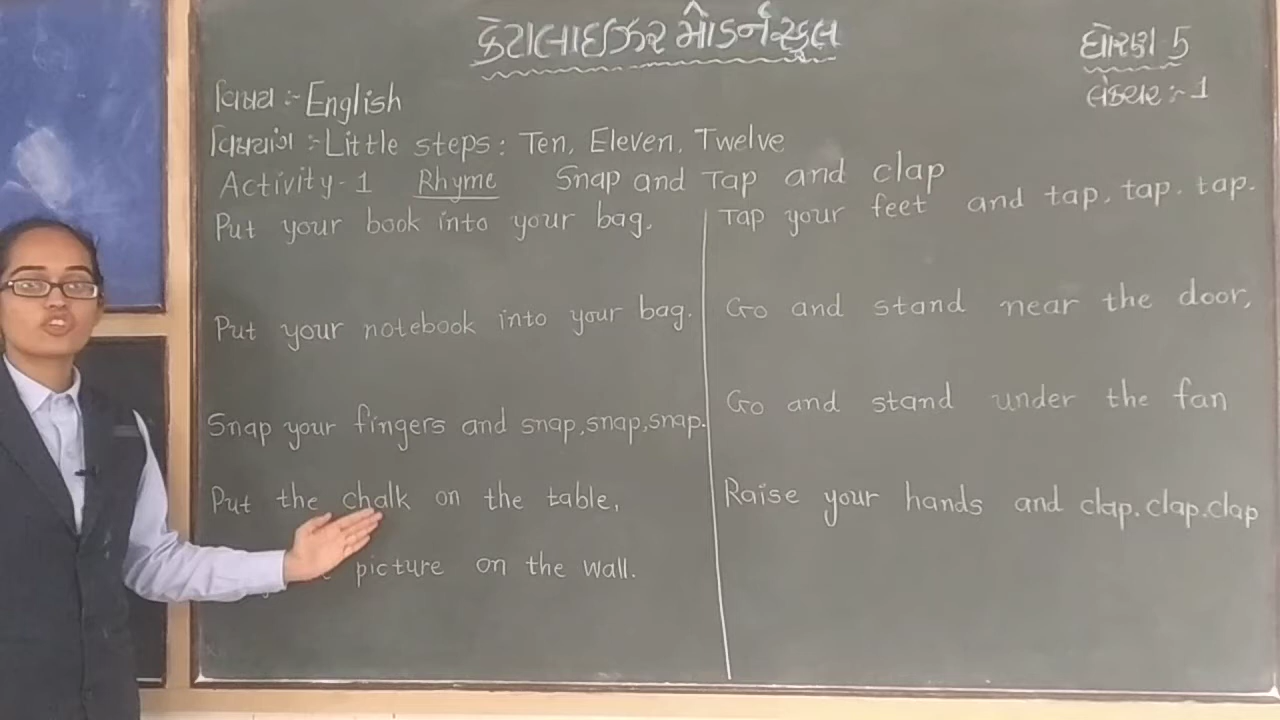 કેટાલાઈઝર મોર્ડન સ્કુલ
ધોરણ 5
લેક્ચર :- 1
વિષય :- English
વિષયાંગ :- Little steps: Ten, Eleven, Twelve
Activity-1 Rhyme Snap and Tap and clap
Put your book into your bag,
Put your notebook into your bag.
Snap your fingers and snap,snap,snap.
Put the chalk on the table,
picture on the wall.
Tap your feet and tap, tap. tap.
Go and stand near the door,
Go and stand under the fan
Raise your hands and clap.clap.clap